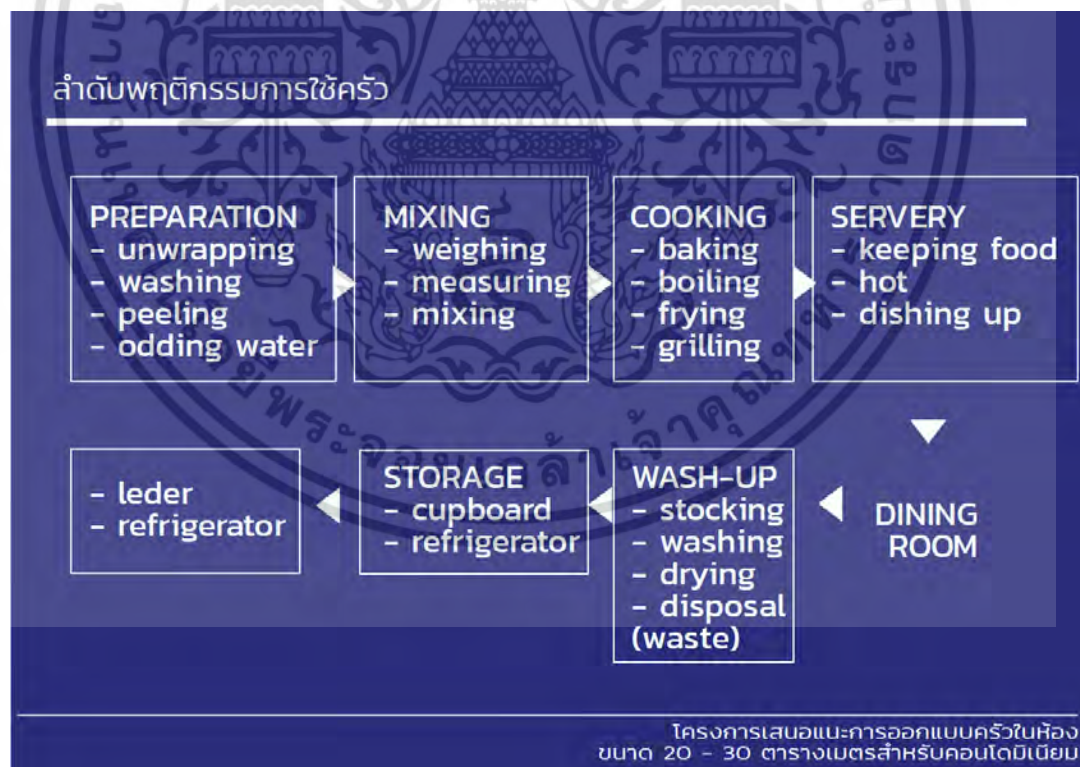 ลำดับพฤติกรรมการใช้ครัว
PREPARATION
- unwrapping
- washing
- peeling
- odding water
MIXING
- weighing
- measuring
- mixing
COOKING
- baking
- boiling
- frying
- grilling
SERVERY
- keeping food
- hot
- dishing up
DINING
ROOM
WASH-UP
- stocking
- washing
- drying
- disposal
(waste)
STORAGE
- cupboard
- refrigerator
- leder
- refrigerator
โครงการเสนอแนะการออกแบบครัวในห้อง
ขนาด 20 - 30 ตารางเมตรสำหรับคอนโดมิเนียม